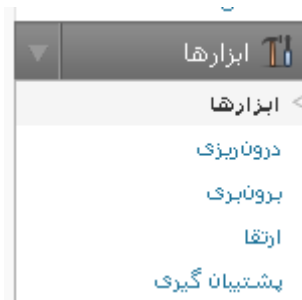 ابزارها
ابزارها
درون‌ریزی
برون‌بری
ارتقا
پشتیبان گیری